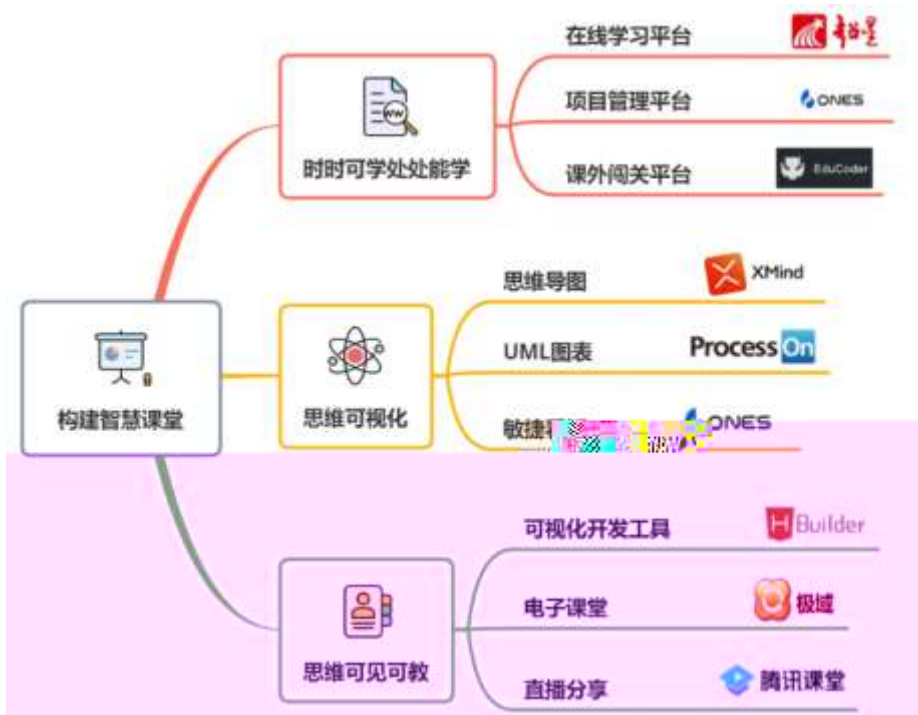 在线学习平台
项目管理平台 ONES
课外闯关平台 EduCoder
时时可学处处能学
思维导图 XMind
UML图表 ProcessOn
敏捷 ONES
构建智慧课堂
思维可视化
可视化开发工具 HBuilder
电子课堂 极域
直播分享 腾讯课堂
思维可见可教